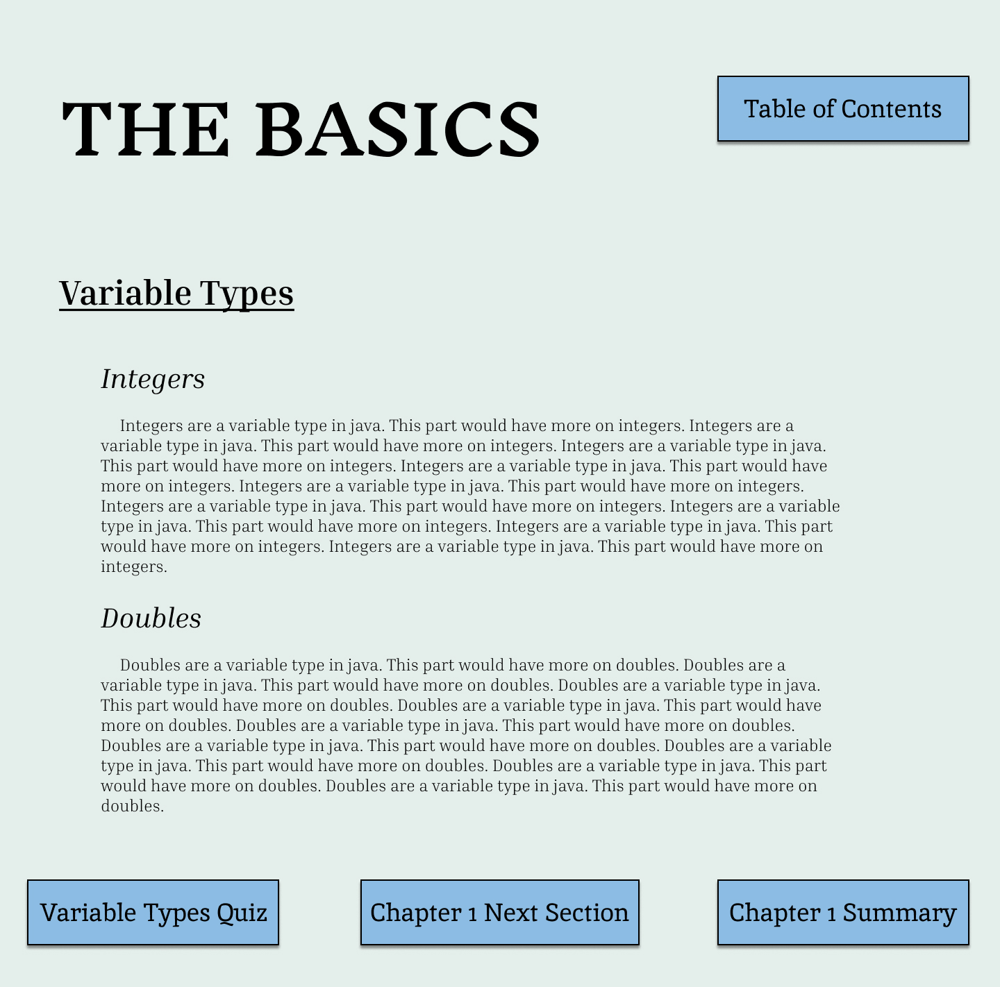 THE BASICS
Table of Contents
Variable Types
Integers
Integers are a variable type in java. This part would have more on integers. Integers are a
variable type in java. This part would have more on integers. Integers are a variable type in java.
This part would have more on integers. Integers are a variable type in java. This part would have
more on integers. Integers are a variable type in java. This part would have more on integers.
Integers are a variable type in java. This part would have more on integers. Integers are a variable
type in java. This part would have more on integers. Integers are a variable type in java. This part
would have more on integers. Integers are a variable type in java. This part would have more on
integers.
Doubles
Doubles are a variable type in java. This part would have more on doubles. Doubles are a
variable type in java. This part would have more on doubles. Doubles are a variable type in java.
This part would have more on doubles. Doubles are a variable type in java. This part would have
more on doubles. Doubles are a variable type in java. This part would have more on doubles.
Doubles are a variable type in java. This part would have more on doubles. Doubles are a variable
type in java. This part would have more on doubles. Doubles are a variable type in java. This part
would have more on doubles. Doubles are a variable type in java. This part would have more on
doubles.
Variable Types Quiz
Chapter 1 Next Section
Chapter 1 Summary